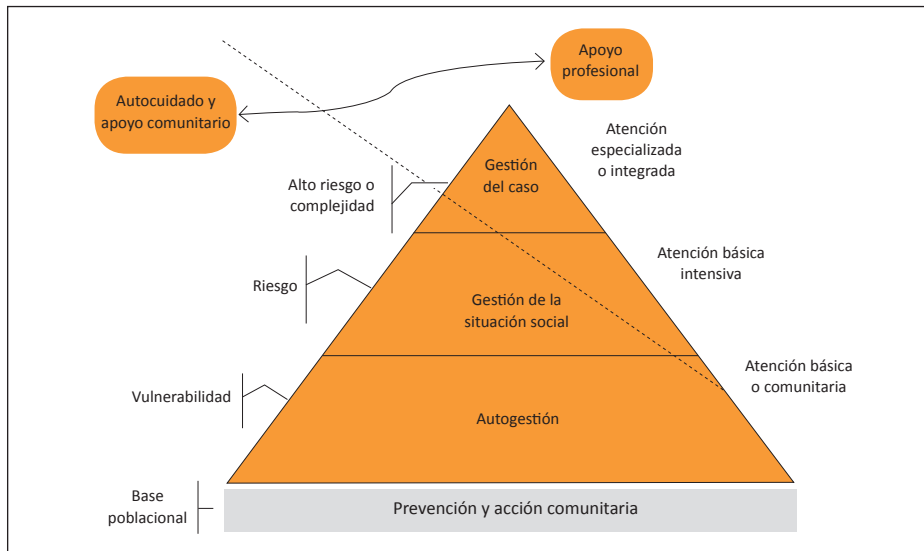 Apoyo
profesional
Autocuidado y
apoyo comunitario
Atención
especializada
o integrada
Gestión
del caso
Alto riesgo o
complejidad
Atención básica
intensiva
Riesgo
Gestión de la
situación social
Atención básica
o comunitaria
Vulnerabilidad
Autogestión
Base
poblacional
Prevención y acción comunitaria